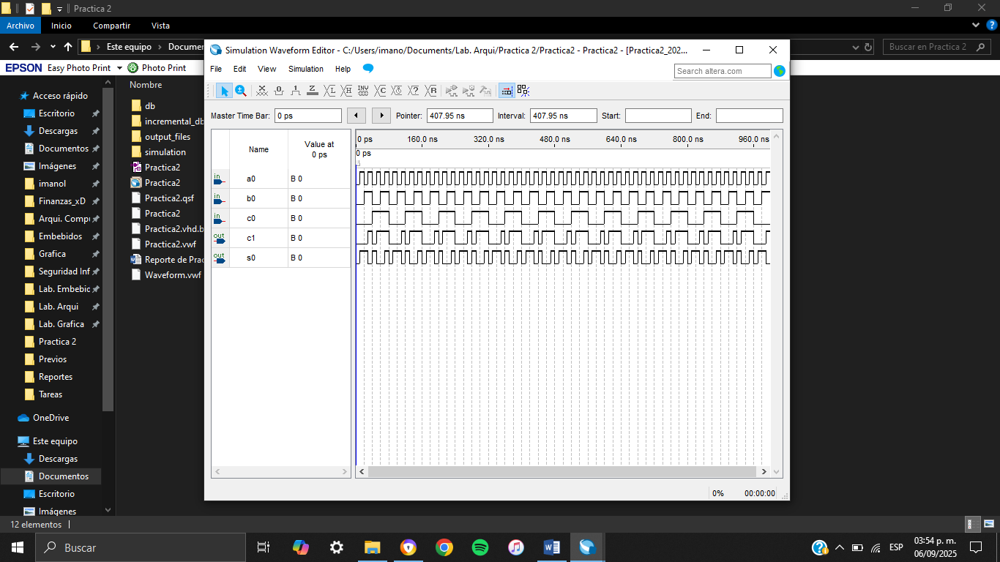 Practica 2
Archivo
Inicio
Compartir
Vista
Este equipo
Docume
Buscar en Practica 2
EPSON Easy Photo Print Photo Print
Acceso rápido
Escritorio
Descargas
Documentos
Imágenes
imanol
Finanzas_xD
Arqui. Compu
Embebidos
Grafica
Seguridad Inf
Lab. Embebic
Lab. Arqui
Lab. Grafica
Practica 2
Previos
Reportes
Tareas
OneDrive
Este equipo
Descargas
Documentos
Escritorio
Imágenes
12 elementos
Nombre
db
incremental_db
output_files
simulation
Practica2
Practica2
Practica2.qsf
Practica2
Practica2.vhd.b
Practica2.vwf
Reporte de Prac
Waveform.vwf
Simulation Waveform Editor - C:/Users/imano/Documents/Lab. Arqui/Practica 2/Practica2 - Practica2 - [Practica2_202...
File Edit View Simulation Help
Search altera.com
Master Time Bar: 0 ps Pointer: 407.95 ns Interval: 407.95 ns Start: End:
Name
Value at
0 ps
0 ps 160.0 ns 320.0 ns 480.0 ns 640.0 ns 800.0 ns 960.0 ns
0 ps
in a0 B 0
in b0 B 0
in c0 B 0
out c1 B 0
out s0 B 0
0% 00:00:00
Buscar
ESP
03:54 p. m.
06/09/2025